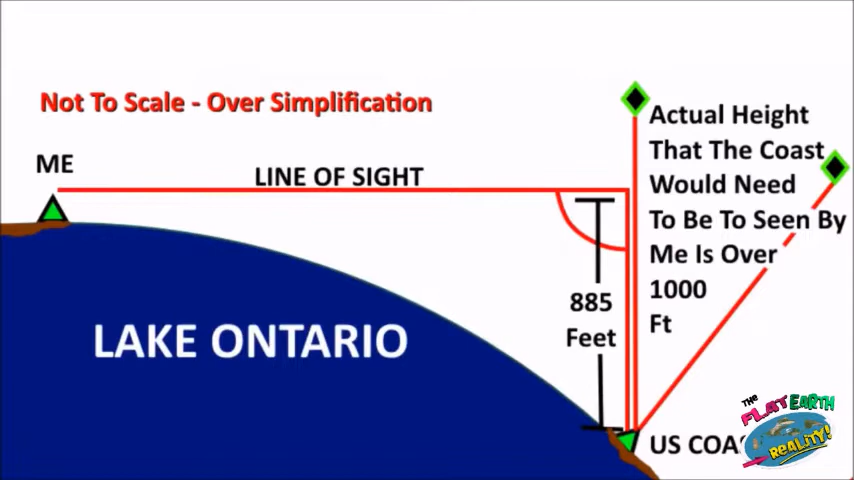 Not To Scale - Over Simplification
ME
LINE OF SIGHT
Actual Height
That The Coast
Would Need
To Be To Seen By
Me Is Over
1000
Ft
885
Feet
LAKE ONTARIO
US
THE
FLAT EARTH
REALITY!